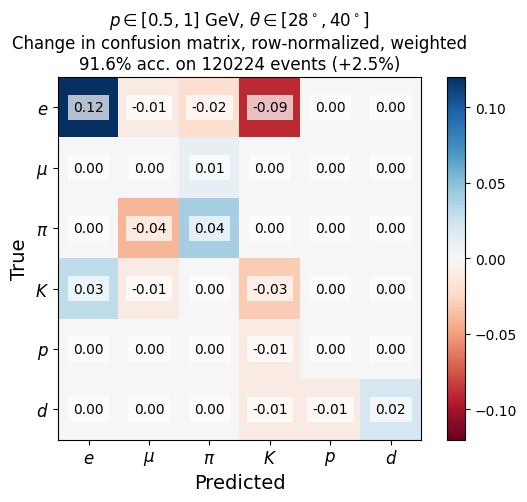 p ∈ [0.5, 1] GeV, θ ∈ [28°, 40°]
Change in confusion matrix, row-normalized, weighted
91.6% acc. on 120224 events (+2.5%)
e 0.12 -0.01 -0.02 -0.09 0.00 0.00
μ 0.00 0.00 0.01 0.00 0.00 0.00
π 0.00 -0.04 0.04 0.00 0.00 0.00
K 0.03 -0.01 0.00 -0.03 0.00 0.00
p 0.00 0.00 0.00 -0.01 0.00 0.00
d 0.00 0.00 0.00 -0.01 -0.01 0.02
e μ π K p d
Predicted
True
0.10
0.05
0.00
−0.05
−0.10